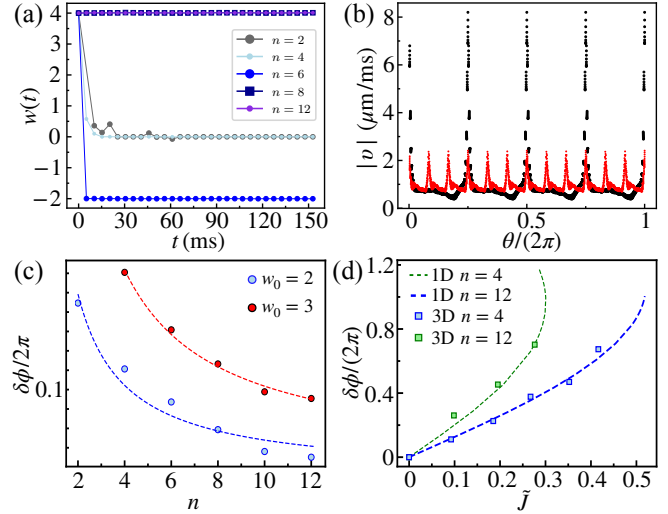 (a)
4
3
2
1
0
−1
−2
w(t)
n = 2
n = 4
n = 6
n = 8
n = 12
0 30 60 90 120 150
t (ms)
(b)
8
6
4
2
0
|v| (μm/ms)
0 0.5 1
θ/(2π)
(c)
0.1
δϕ/2π
w₀ = 2
w₀ = 3
2 4 6 8 10 12
n
(d)
1.2
0.8
0.4
0.0
δϕ/(2π)
1D n = 4
1D n = 12
3D n = 4
3D n = 12
0 0.1 0.2 0.3 0.4 0.5
J̃